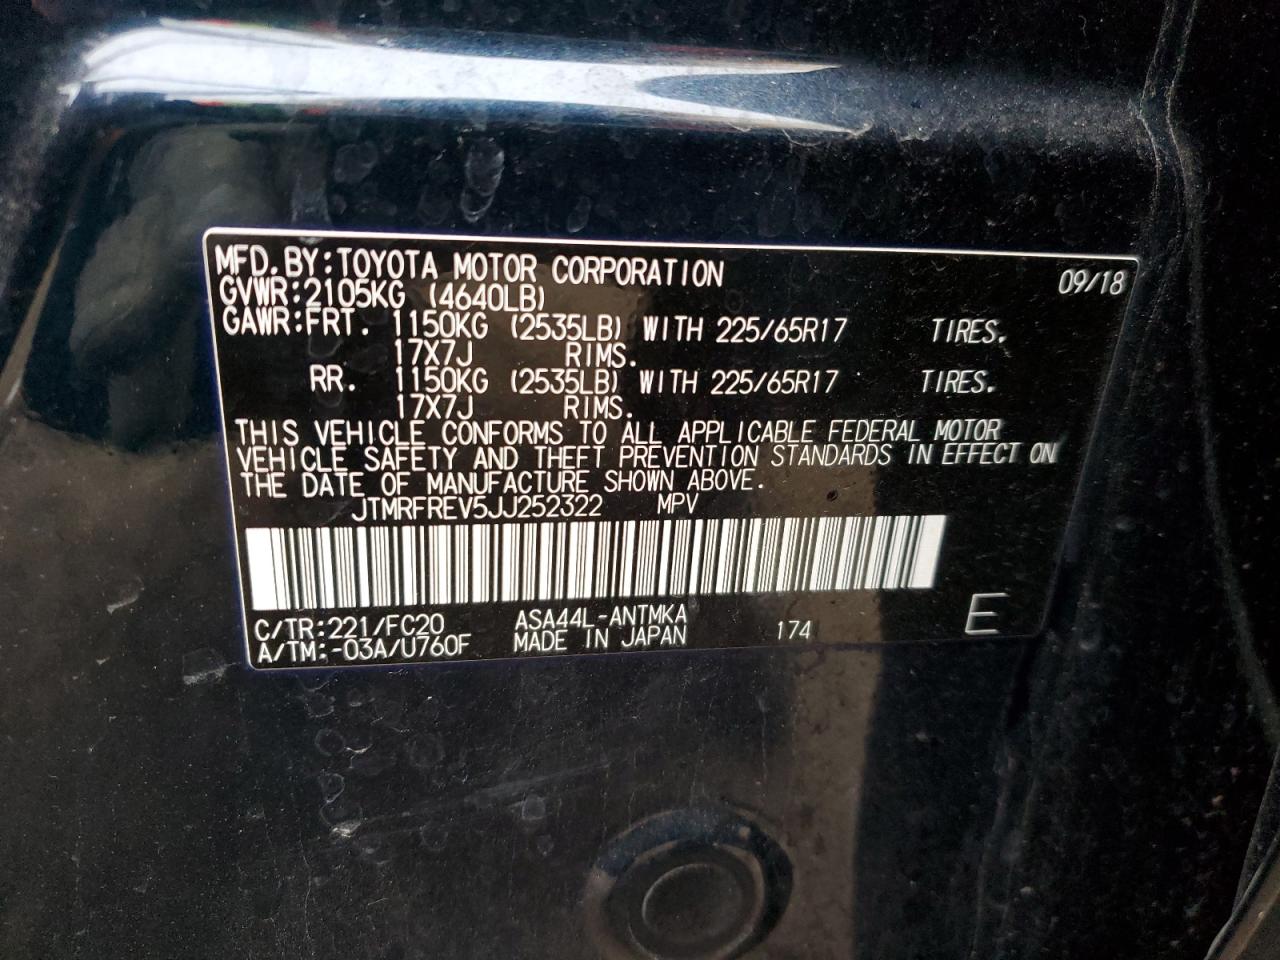 MFD.BY:TOYOTA MOTOR CORPORATION 09/18
GVWR:2105KG (4640LB)
GAWR:FRT. 1150KG (2535LB) WITH 225/65R17 TIRES.
17X7J RIMS.
RR. 1150KG (2535LB) WITH 225/65R17 TIRES.
17X7J RIMS.
THIS VEHICLE CONFORMS TO ALL APPLICABLE FEDERAL MOTOR
VEHICLE SAFETY AND THEFT PREVENTION STANDARDS IN EFFECT ON
THE DATE OF MANUFACTURE SHOWN ABOVE.
JTMRFREV5JJ252322 MPV
C/TR:221/FC20 ASA44L-ANTMKA
A/TM:-03A/U760F MADE IN JAPAN 174 E